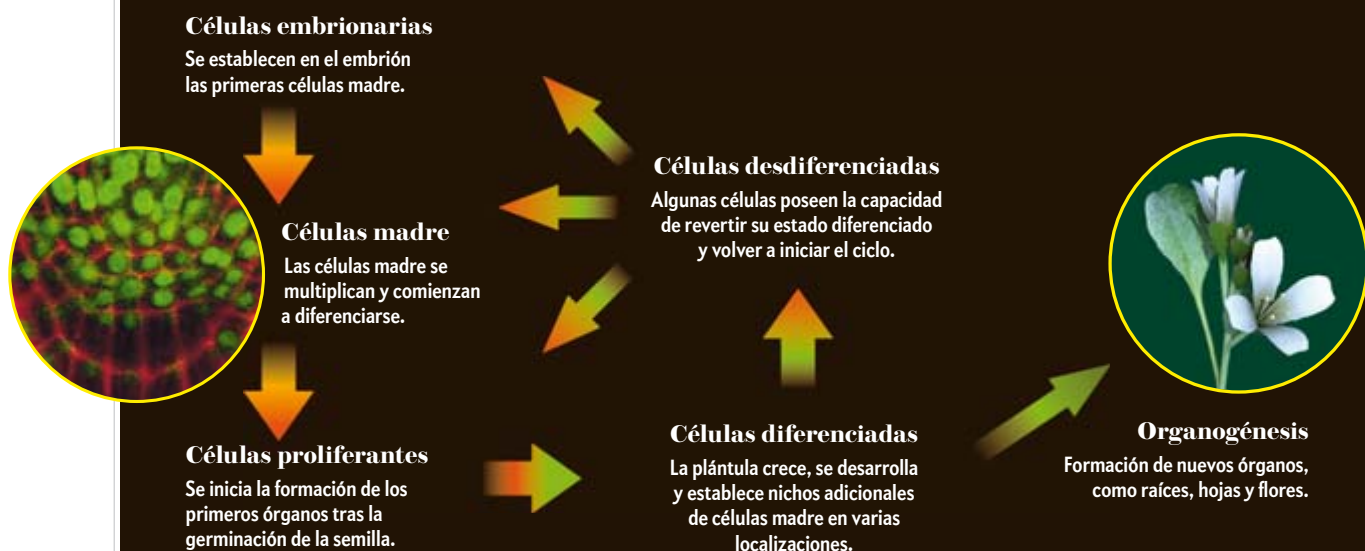 Células embrionarias
Se establecen en el embrión
las primeras células madre.
Células madre
Las células madre se
multiplican y comienzan
a diferenciarse.
Células proliferantes
Se inicia la formación de los
primeros órganos tras la
germinación de la semilla.
Células desdiferenciadas
Algunas células poseen la capacidad
de revertir su estado diferenciado
y volver a iniciar el ciclo.
Células diferenciadas
La plántula crece, se desarrolla
y establece nichos adicionales
de células madre en varias
localizaciones.
Organogénesis
Formación de nuevos órganos,
como raíces, hojas y flores.